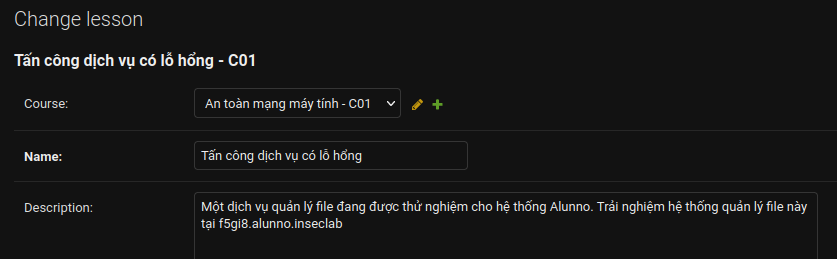 Change lesson
Tấn công dịch vụ có lỗ hổng - C01
Course: An toàn mạng máy tính - C01
Name: Tấn công dịch vụ có lỗ hổng
Description: Một dịch vụ quản lý file đang được thử nghiệm cho hệ thống Alunno. Trải nghiệm hệ thống quản lý file này
tại f5gi8.alunno.inseclab